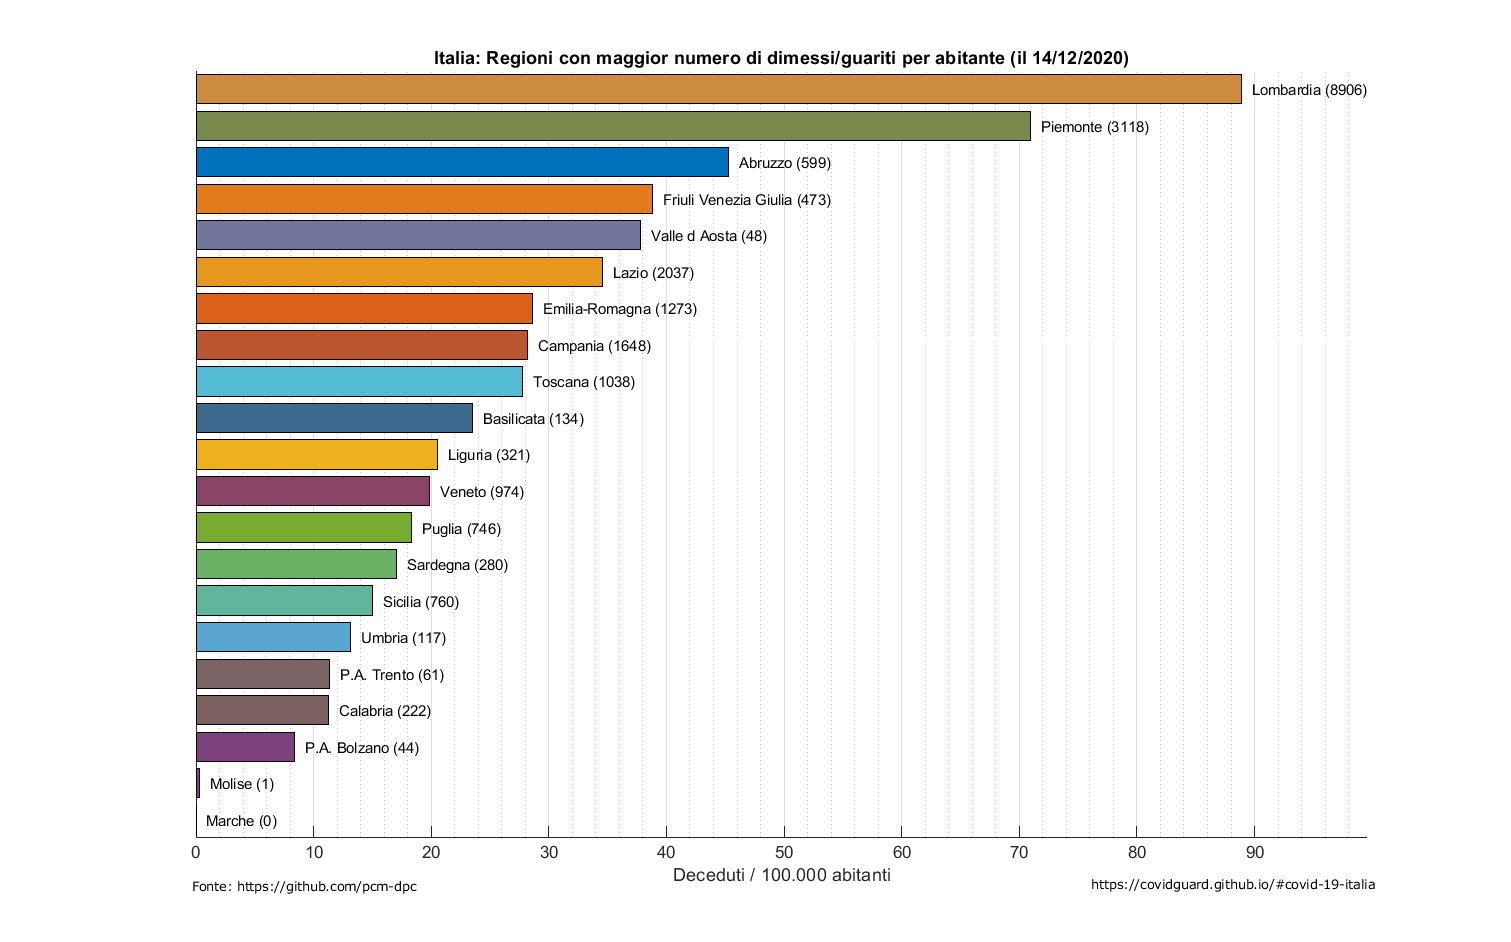 Italia: Regioni con maggior numero di dimessi/guariti per abitante (il 14/12/2020)
Lombardia (8906)
Piemonte (3118)
Abruzzo (599)
Friuli Venezia Giulia (473)
Valle d Aosta (48)
Lazio (2037)
Emilia-Romagna (1273)
Campania (1648)
Toscana (1038)
Basilicata (134)
Liguria (321)
Veneto (974)
Puglia (746)
Sardegna (280)
Sicilia (760)
Umbria (117)
P.A. Trento (61)
Calabria (222)
P.A. Bolzano (44)
Molise (1)
Marche (0)
0 10 20 30 40 50 60 70 80 90
Deceduti / 100.000 abitanti
Fonte: https://github.com/pcm-dpc
https://covidguard.github.io/#covid-19-italia